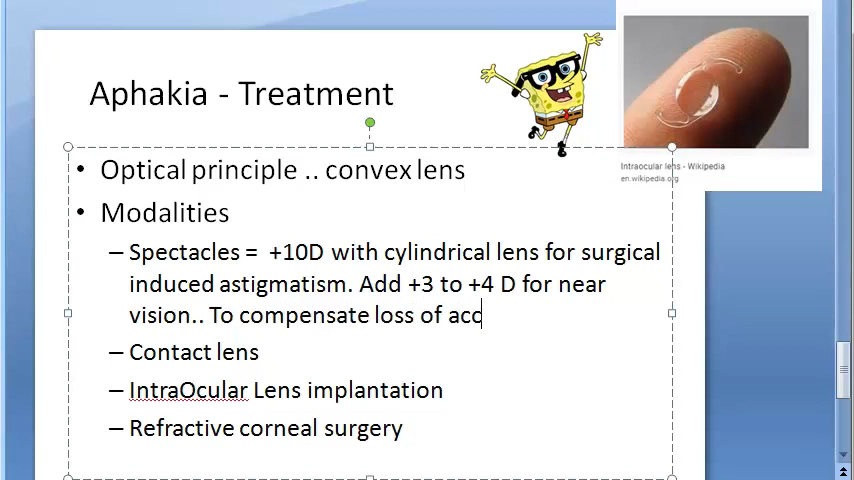 Aphakia - Treatment
• Optical principle .. convex lens
• Modalities
– Spectacles = +10D with cylindrical lens for surgical
induced astigmatism. Add +3 to +4 D for near
vision.. To compensate loss of acc
– Contact lens
– IntraOcular Lens implantation
– Refractive corneal surgery
Intraocular lens - Wikipedia
en.wikipedia.org